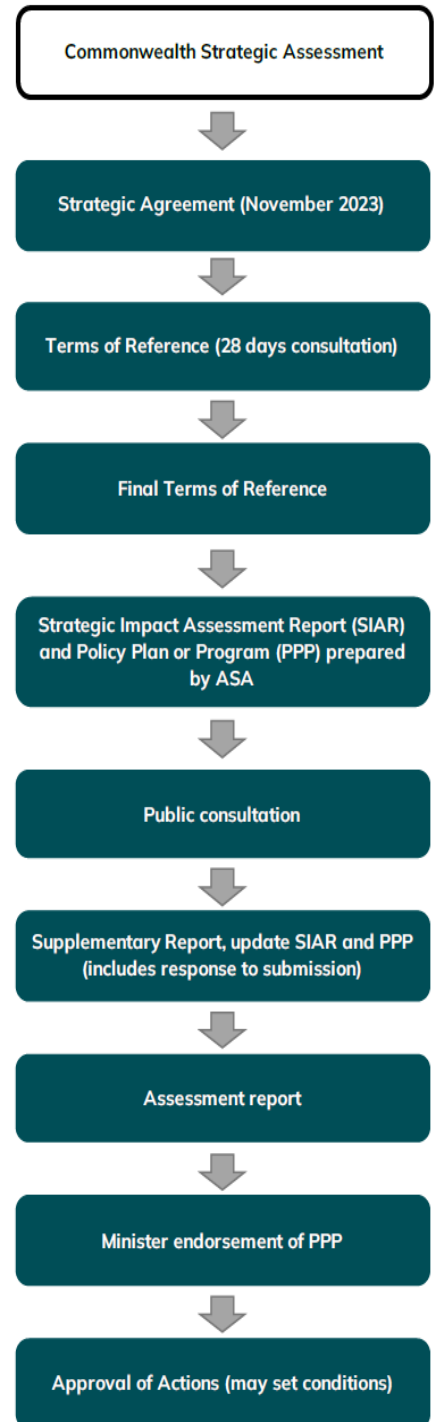 Commonwealth Strategic Assessment
Strategic Agreement (November 2023)
Terms of Reference (28 days consultation)
Final Terms of Reference
Strategic Impact Assessment Report (SIAR)
and Policy Plan or Program (PPP) prepared
by ASA
Public consultation
Supplementary Report, update SIAR and PPP
(includes response to submission)
Assessment report
Minister endorsement of PPP
Approval of Actions (may set conditions)